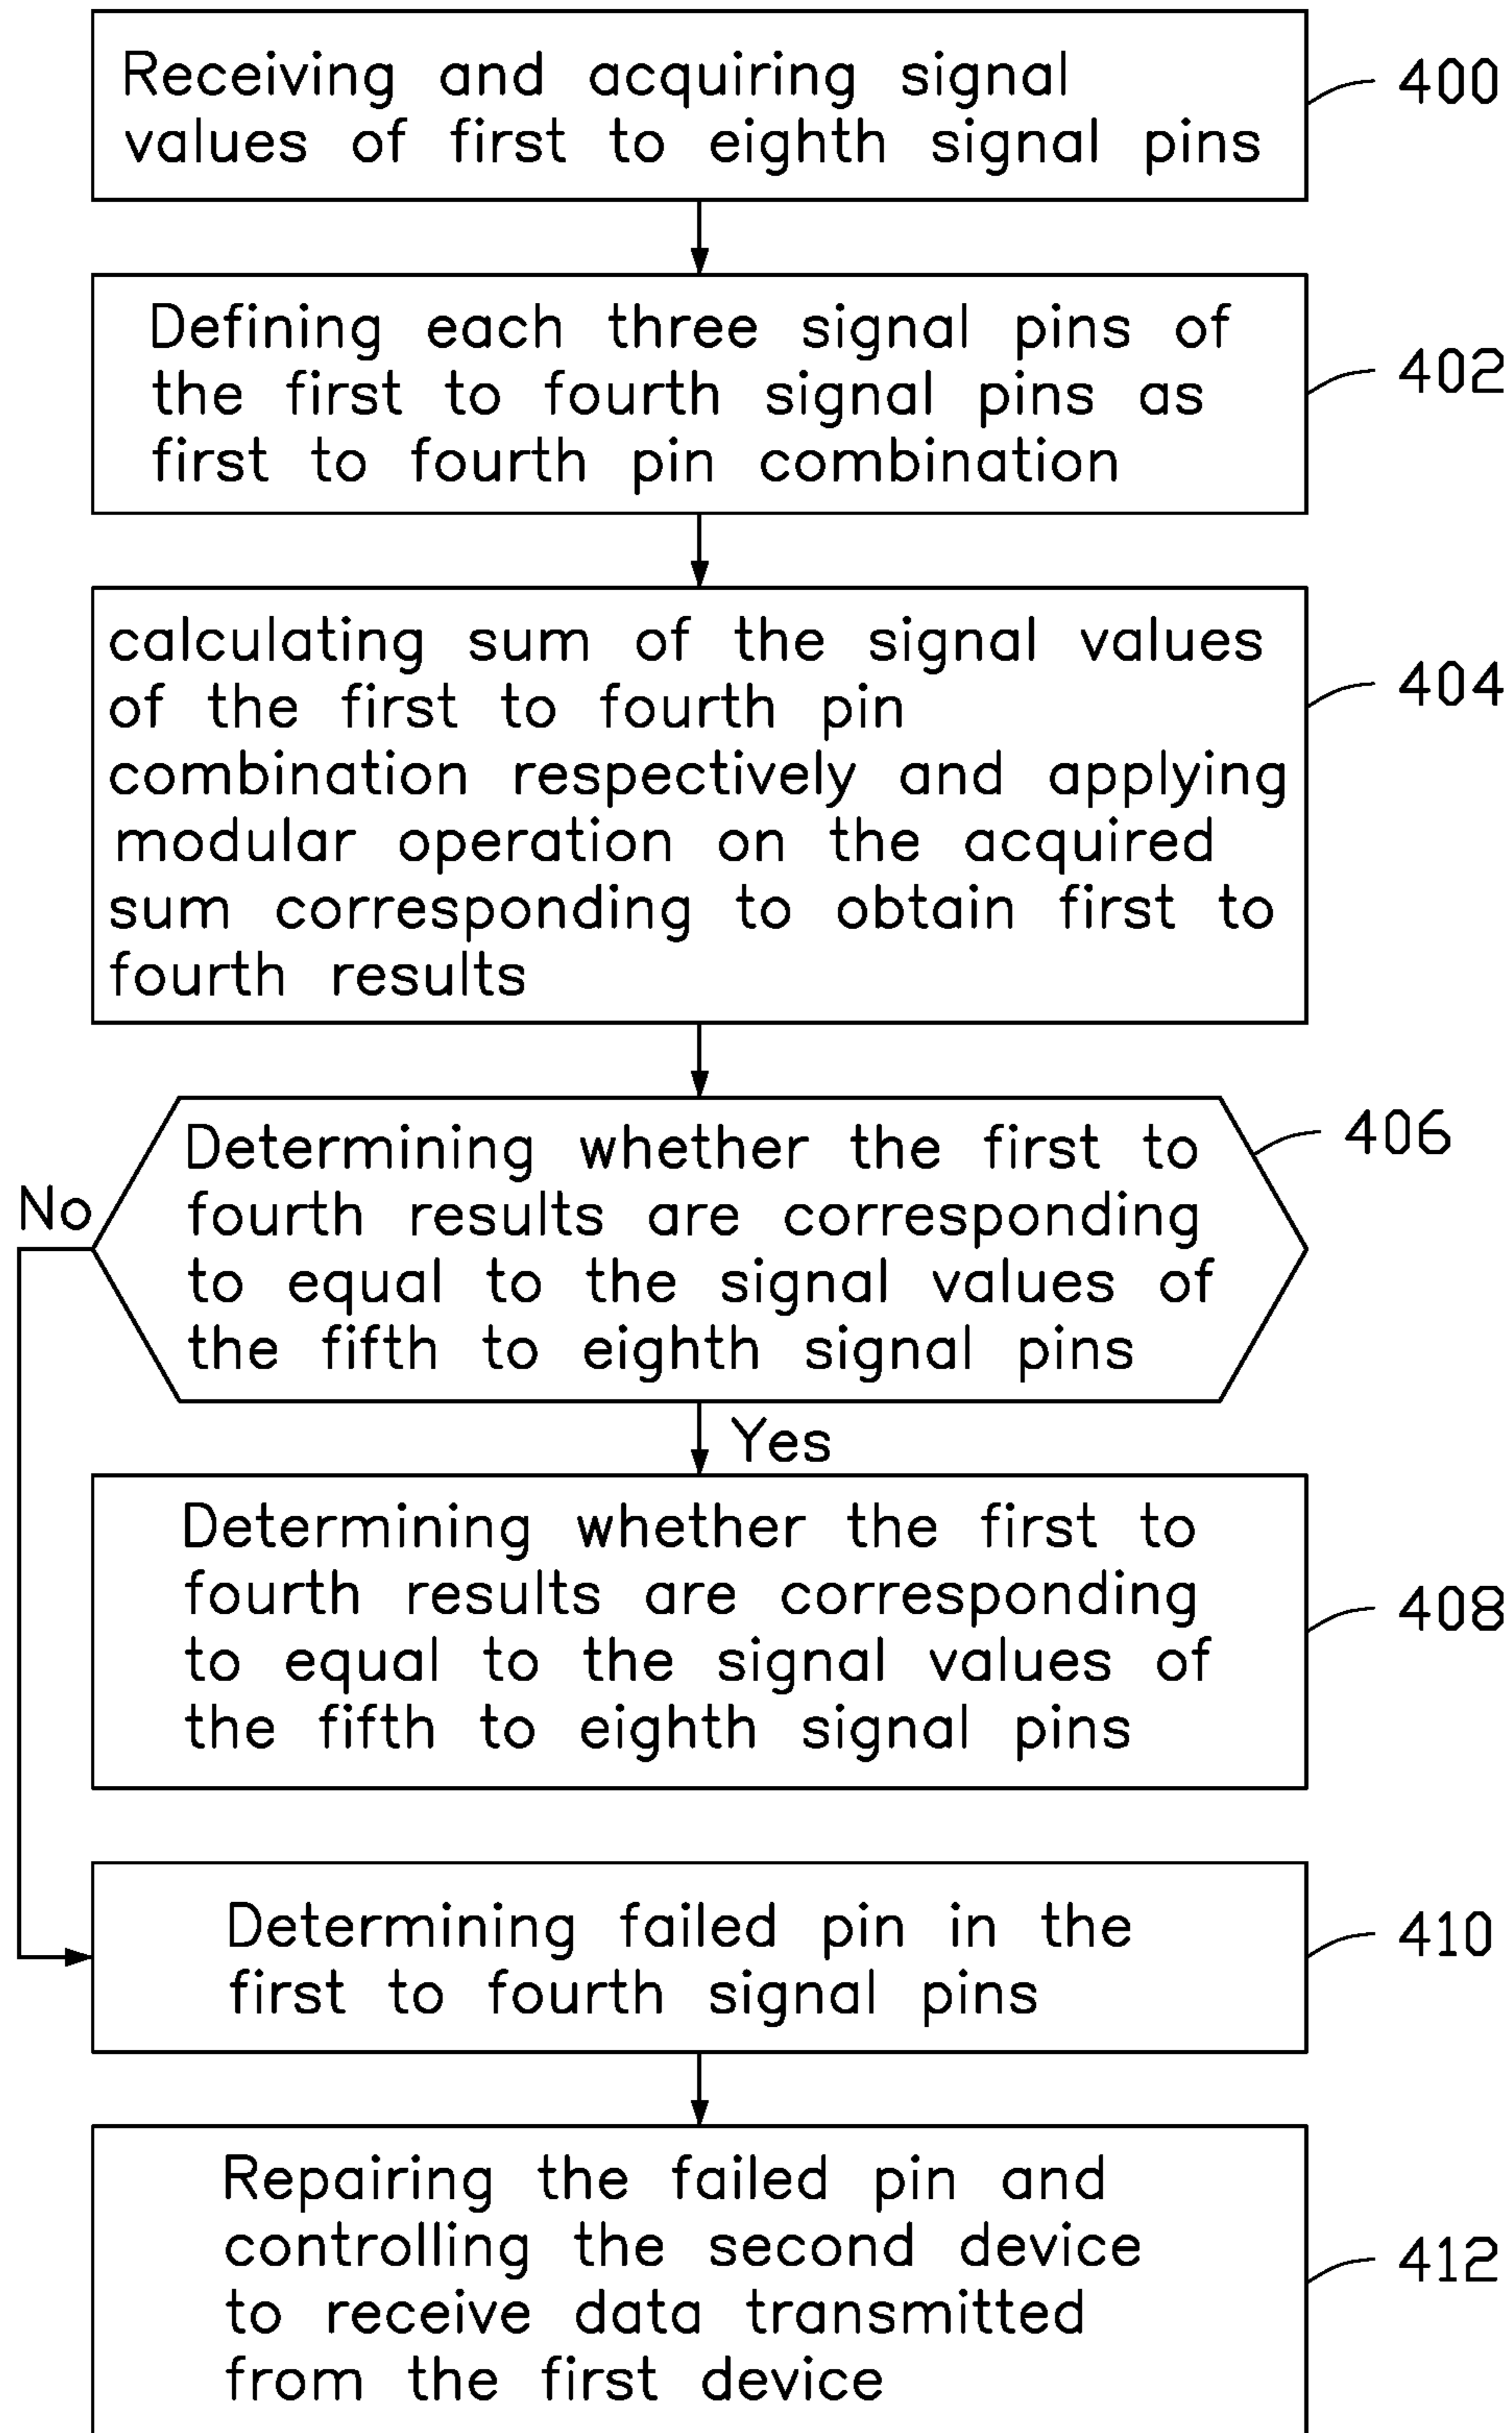 Receiving and acquiring signal
values of first to eighth signal pins
400
Defining each three signal pins of
the first to fourth signal pins as
first to fourth pin combination
402
calculating sum of the signal values
of the first to fourth pin
combination respectively and applying
modular operation on the acquired
sum corresponding to obtain first to
fourth results
404
Determining whether the first to
fourth results are corresponding
to equal to the signal values of
the fifth to eighth signal pins
406
No
Yes
Determining whether the first to
fourth results are corresponding
to equal to the signal values of
the fifth to eighth signal pins
408
Determining failed pin in the
first to fourth signal pins
410
Repairing the failed pin and
controlling the second device
to receive data transmitted
from the first device
412